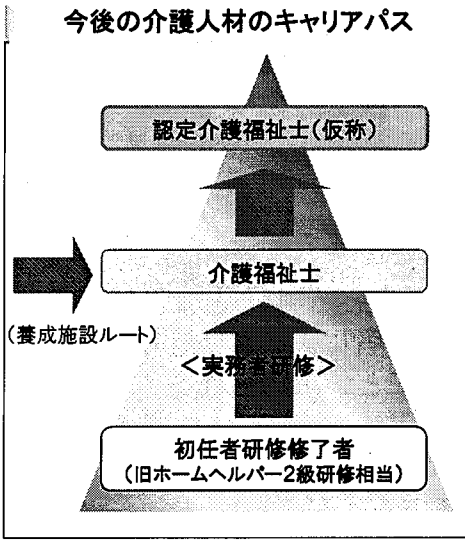 今後の介護人材のキャリアパス
認定介護福祉士(仮称)
介護福祉士
(養成施設ルート)
<実務者研修>
初任者研修修了者
(旧ホームヘルパー2級研修相当)